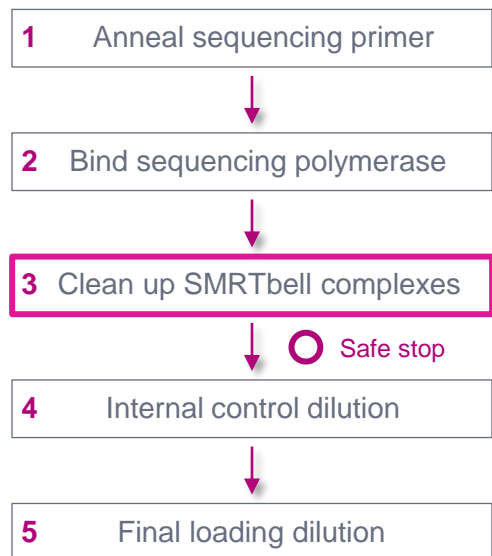 1 Anneal sequencing primer
2 Bind sequencing polymerase
3 Clean up SMRTbell complexes
Safe stop
4 Internal control dilution
5 Final loading dilution